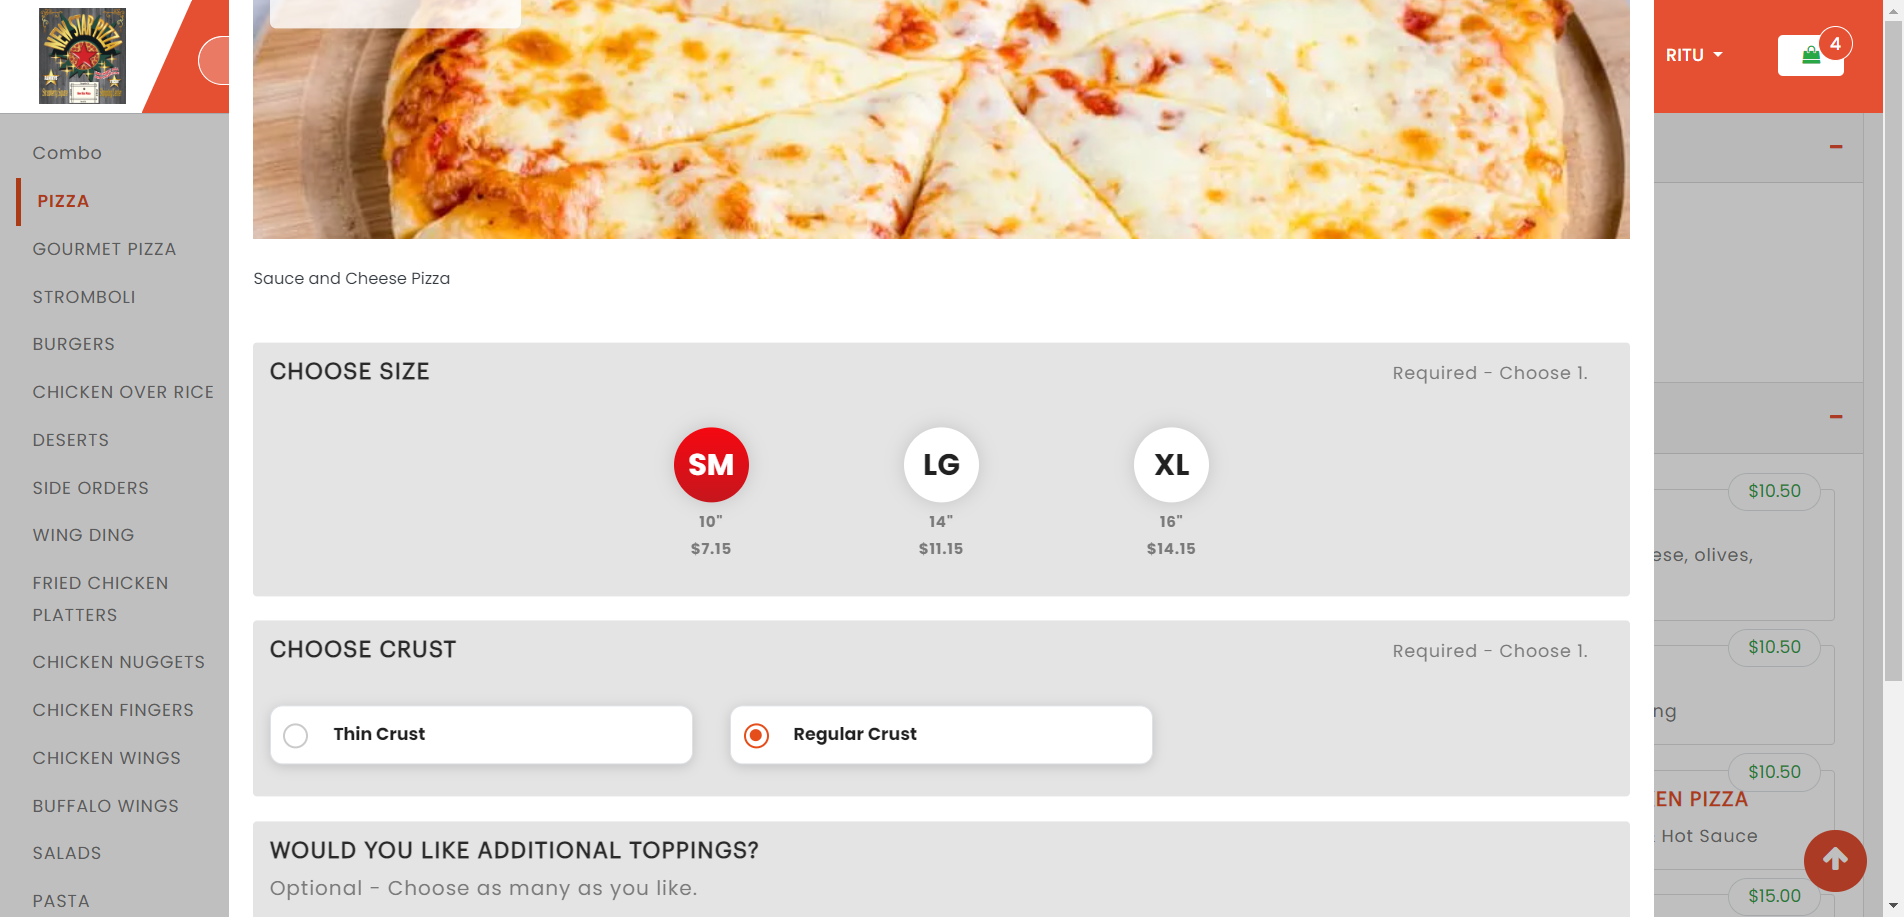 NEW STAR PIZZA
RITU
4
Combo
PIZZA
GOURMET PIZZA
STROMBOLI
BURGERS
CHICKEN OVER RICE
DESERTS
SIDE ORDERS
WING DING
FRIED CHICKEN
PLATTERS
CHICKEN NUGGETS
CHICKEN FINGERS
CHICKEN WINGS
BUFFALO WINGS
SALADS
PASTA
Sauce and Cheese Pizza
CHOOSE SIZE
Required - Choose 1.
SM
LG
XL
10"
14"
16"
$7.15
$11.15
$14.15
CHOOSE CRUST
Required - Choose 1.
Thin Crust
Regular Crust
WOULD YOU LIKE ADDITIONAL TOPPINGS?
Optional - Choose as many as you like.
$10.50
ese, olives,
$10.50
ng
$10.50
EN PIZZA
Hot Sauce
$15.00